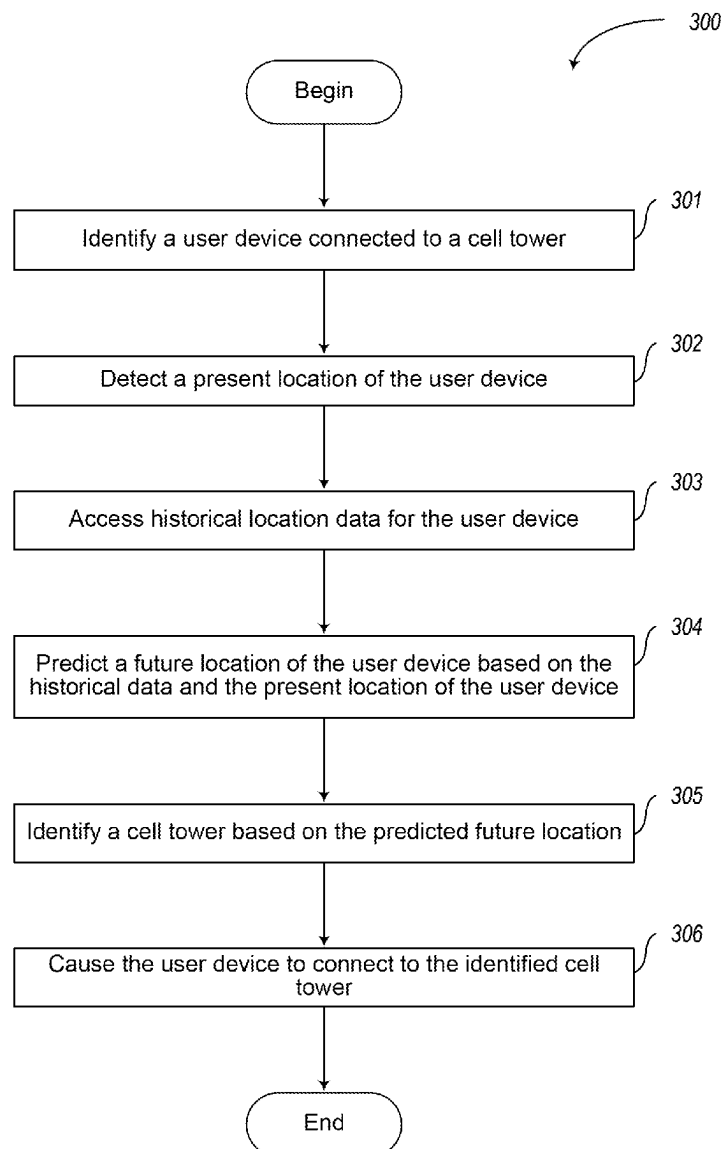 300
Begin
301
Identify a user device connected to a cell tower
302
Detect a present location of the user device
303
Access historical location data for the user device
304
Predict a future location of the user device based on the
historical data and the present location of the user device
305
Identify a cell tower based on the predicted future location
306
Cause the user device to connect to the identified cell
tower
End